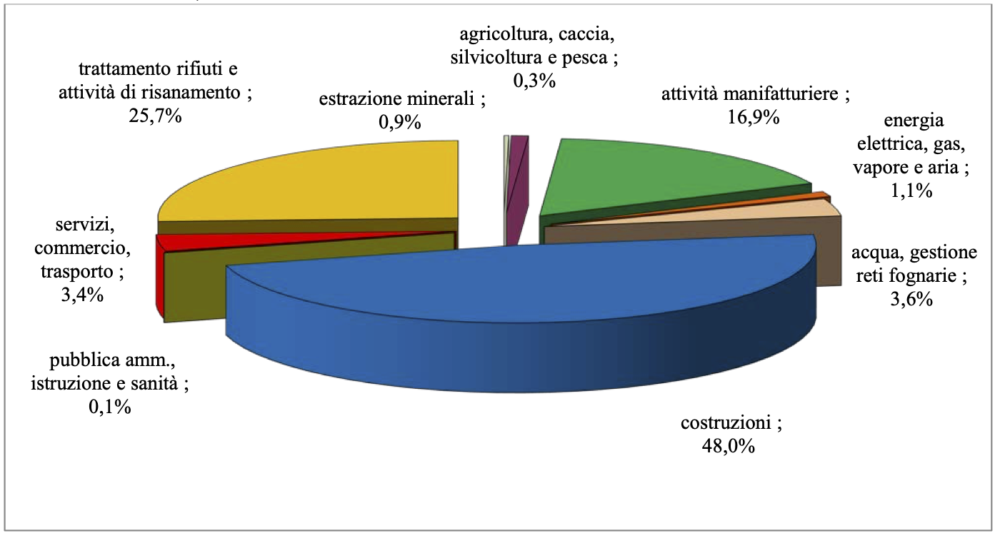 agricoltura, caccia,
silvicoltura e pesca ;
0,3%
trattamento rifiuti e
attività di risanamento ;
25,7%
estrazione minerali ;
0,9%
attività manifatturiere ;
16,9%
energia
elettrica, gas,
vapore e aria ;
1,1%
servizi,
commercio,
trasporto ;
3,4%
acqua, gestione
reti fognarie ;
3,6%
pubblica amm.,
istruzione e sanità ;
0,1%
costruzioni ;
48,0%